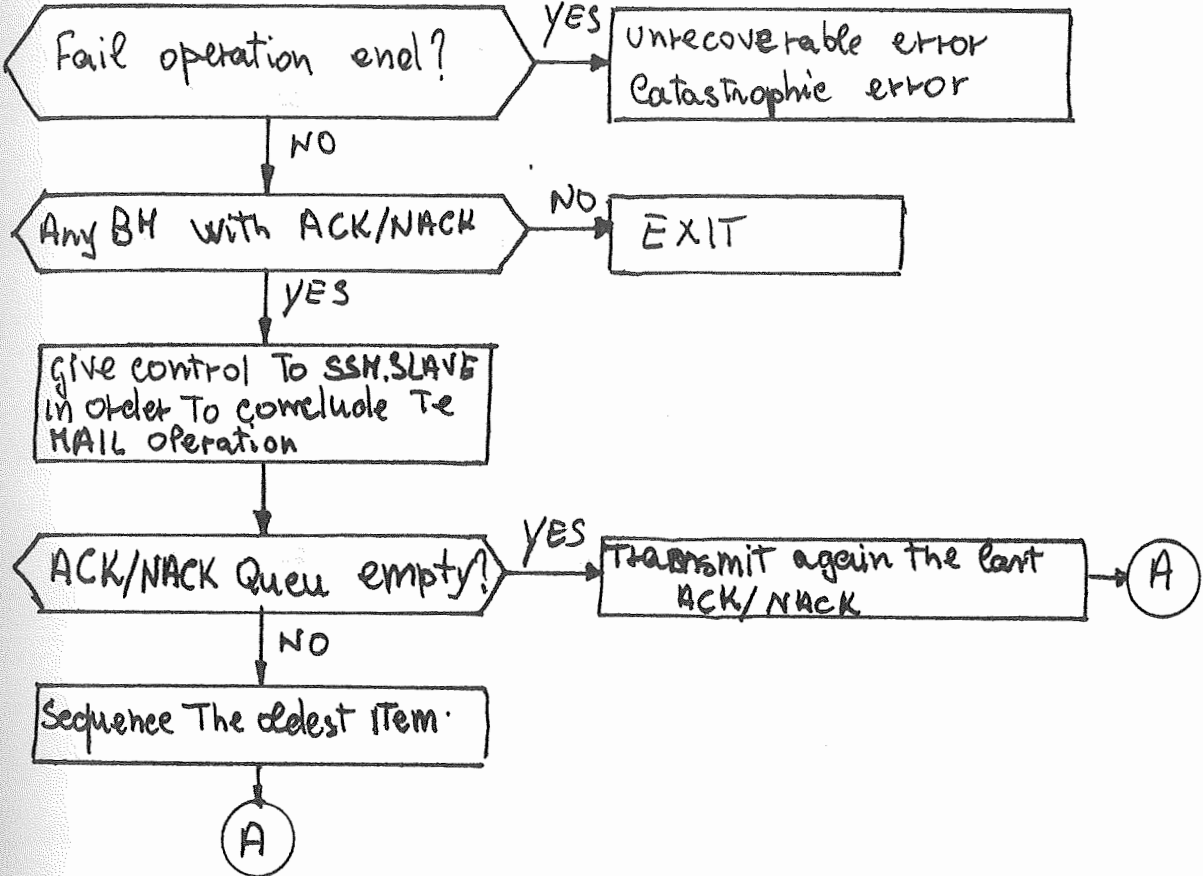 Fail operation end?
YES
unrecoverable error
Catastrophic error
NO
Any BM with ACK/NACK
NO
EXIT
YES
give control To SSM.SLAVE
in order To conclude Te
MAIL operation
ACK/NACK Queu empty?
YES
Transmit again the last
ACK/NACK
A
NO
Sequence The oldest ITem.
A